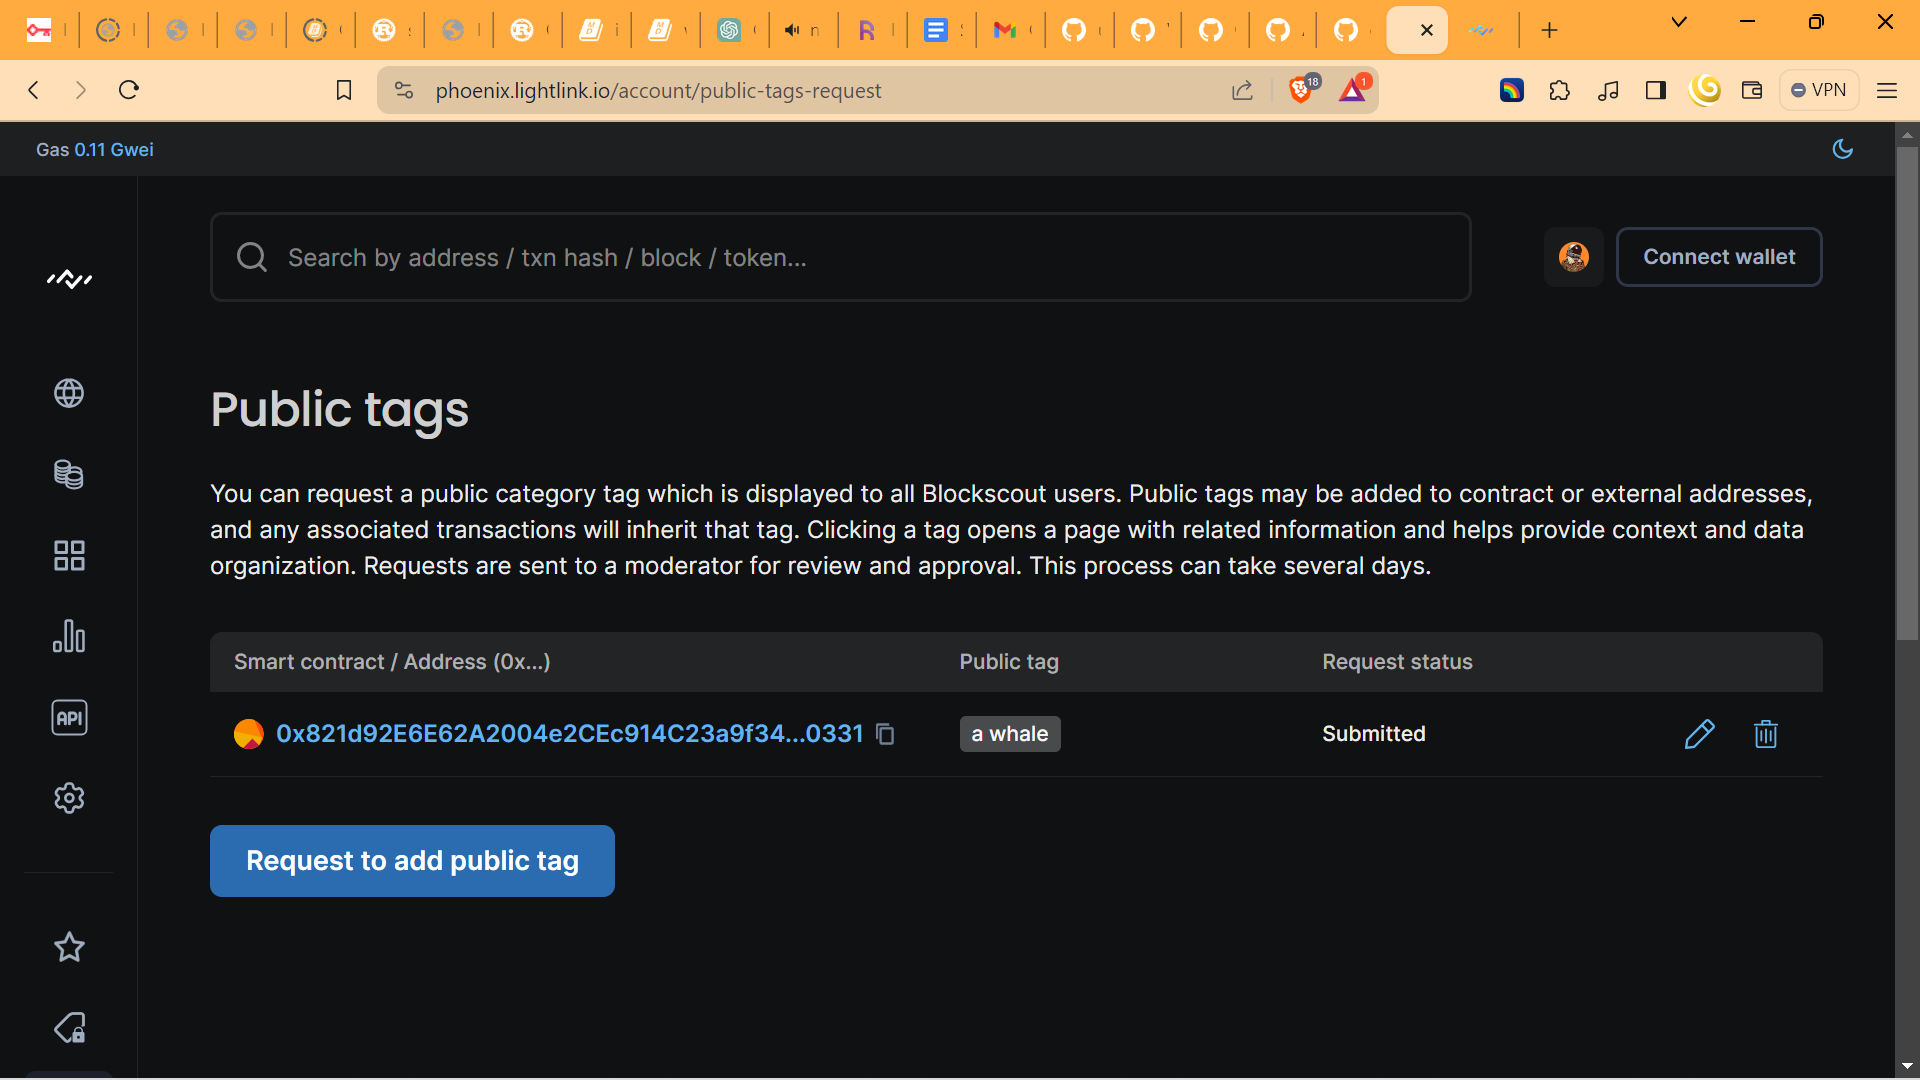 phoenix.lightlink.io/account/public-tags-request
18
1
VPN
Gas 0.11 Gwei
Search by address / txn hash / block / token...
Connect wallet
Public tags
You can request a public category tag which is displayed to all Blockscout users. Public tags may be added to contract or external addresses,
and any associated transactions will inherit that tag. Clicking a tag opens a page with related information and helps provide context and data
organization. Requests are sent to a moderator for review and approval. This process can take several days.
Smart contract / Address (0x...) Public tag Request status
0x821d92E6E62A2004e2CEc914C23a9f34...0331 a whale Submitted
API
Request to add public tag